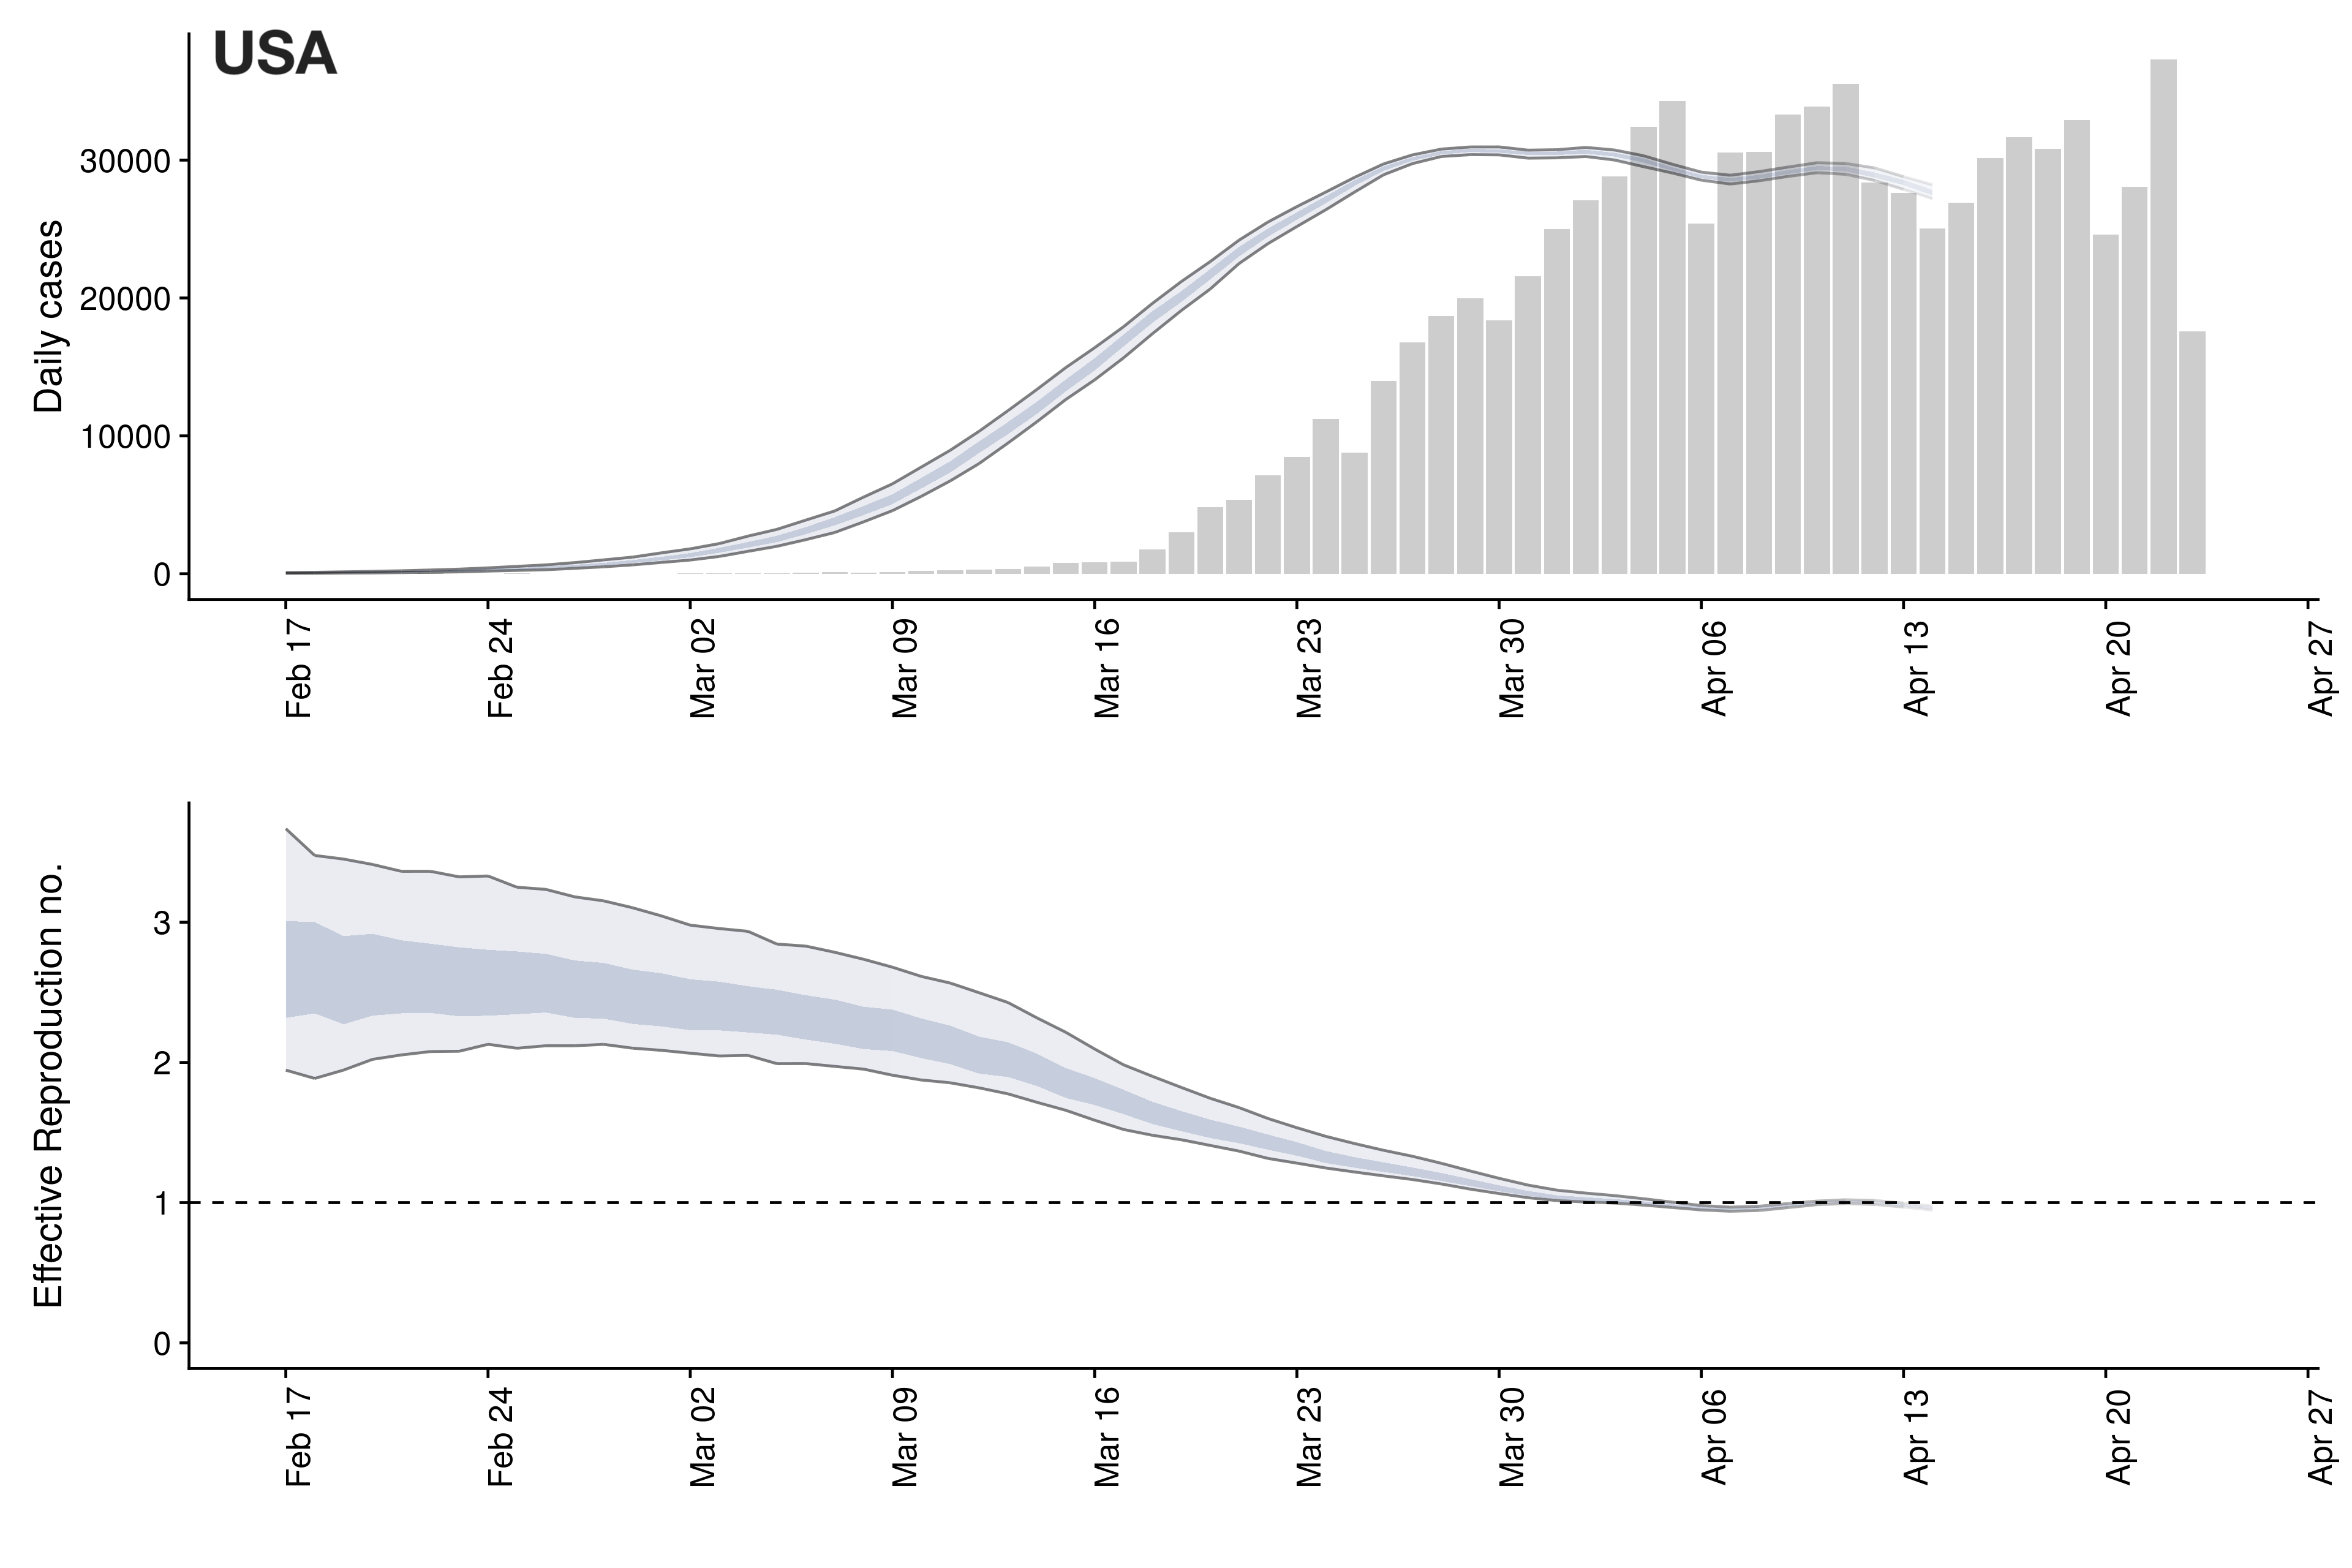 USA
Daily cases
30000
20000
10000
0
Feb 17
Feb 24
Mar 02
Mar 09
Mar 16
Mar 23
Mar 30
Apr 06
Apr 13
Apr 20
Apr 27
Effective Reproduction no.
3
2
1
0
Feb 17
Feb 24
Mar 02
Mar 09
Mar 16
Mar 23
Mar 30
Apr 06
Apr 13
Apr 20
Apr 27